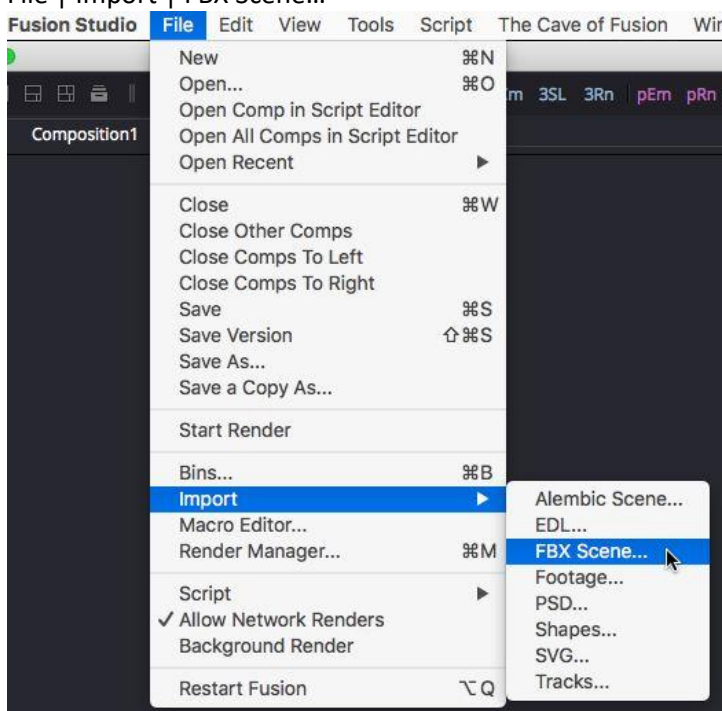 File | Import | FBX Scene...
Fusion Studio File Edit View Tools Script The Cave of Fusion
3SL 3Rn pEm pRn
Composition1
New ⌘N
Open... ⌘O
Open Comp in Script Editor
Open All Comps in Script Editor
Open Recent ▶
Close ⌘W
Close Other Comps
Close Comps To Left
Close Comps To Right
Save ⌘S
Save Version ⇧⌘S
Save As...
Save a Copy As...
Start Render
Bins... ⌘B
Import ▶
Macro Editor...
Render Manager... ⌘M
Script ▶
✓ Allow Network Renders
Background Render
Restart Fusion ⌥Q
Alembic Scene...
EDL...
FBX Scene...
Footage...
PSD...
Shapes...
SVG...
Tracks...